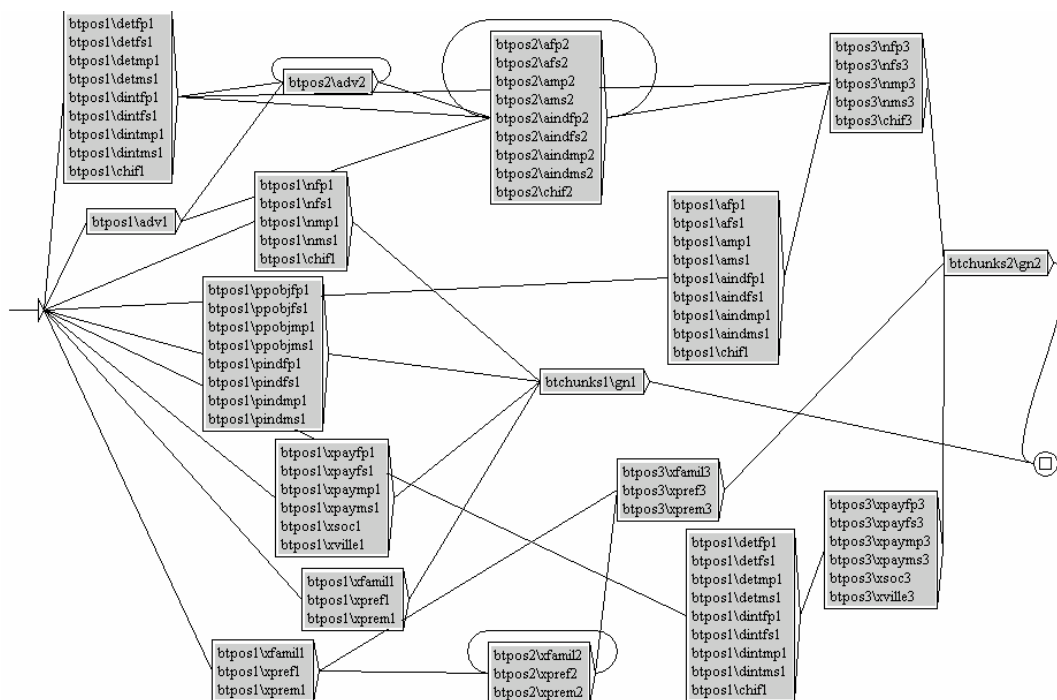 btpos1\detfp1
btpos1\detfs1
btpos1\detmp1
btpos1\detms1
btpos1\dintfp1
btpos1\dintfs1
btpos1\dintmp1
btpos1\dintms1
btpos1\chif1
btpos2\adv2
btpos2\afp2
btpos2\afs2
btpos2\amp2
btpos2\ams2
btpos2\aindfp2
btpos2\aindfs2
btpos2\aindmp2
btpos2\aindms2
btpos2\chif2
btpos3\nfp3
btpos3\nfs3
btpos3\nmp3
btpos3\nms3
btpos3\chif3
btpos1\adv1
btpos1\nfp1
btpos1\nfs1
btpos1\nmp1
btpos1\nms1
btpos1\chif1
btpos1\afp1
btpos1\afs1
btpos1\amp1
btpos1\ams1
btpos1\aindfp1
btpos1\aindfs1
btpos1\aindmp1
btpos1\aindms1
btpos1\chif1
btchunks2\gn2
btpos1\ppobjfp1
btpos1\ppobjfs1
btpos1\ppobjmp1
btpos1\ppobjms1
btpos1\pindfp1
btpos1\pindfs1
btpos1\pindmp1
btpos1\pindms1
btchunks1\gn1
btpos1\xpayfp1
btpos1\xpayfs1
btpos1\xpaymp1
btpos1\xpayms1
btpos1\xsoc1
btpos1\xville1
btpos3\xfamil3
btpos3\xpref3
btpos3\xprem3
btpos3\xpayfp3
btpos3\xpayfs3
btpos3\xpaymp3
btpos3\xpayms3
btpos3\xsoc3
btpos3\xville3
btpos1\detfp1
btpos1\detfs1
btpos1\detmp1
btpos1\detms1
btpos1\dintfp1
btpos1\dintfs1
btpos1\dintmp1
btpos1\dintms1
btpos1\chif1
btpos1\xfamil1
btpos1\xpref1
btpos1\xprem1
btpos1\xfamil1
btpos1\xpref1
btpos1\xprem1
btpos2\xfamil2
btpos2\xpref2
btpos2\xprem2